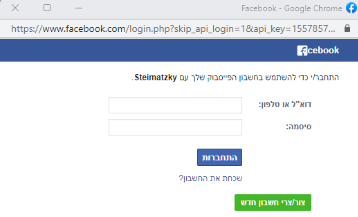 Facebook - Google Chrome
https://www.facebook.com/login.php?skip_api_login=1&api_key=1557857...
facebook
התחבר/י כדי להשתמש בחשבון הפייסבוק שלך עם Steimatzky.
דוא"ל או טלפון:
סיסמה:
התחברות
שכחת את החשבון?
צור/צרי חשבון חדש